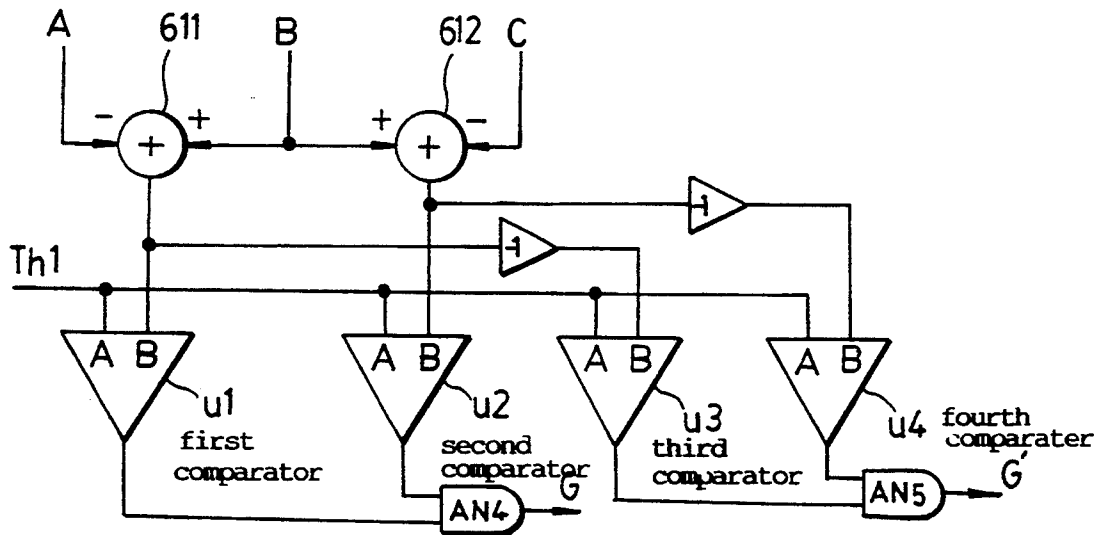 A 611 B 612 C
- + + -
+ +
-1
-1
Th1
A B A B A B A B
u1 u2 u3 u4 fourth
comparater
first
comparator
second
comparator
third
comparator
G G'
AN4 AN5